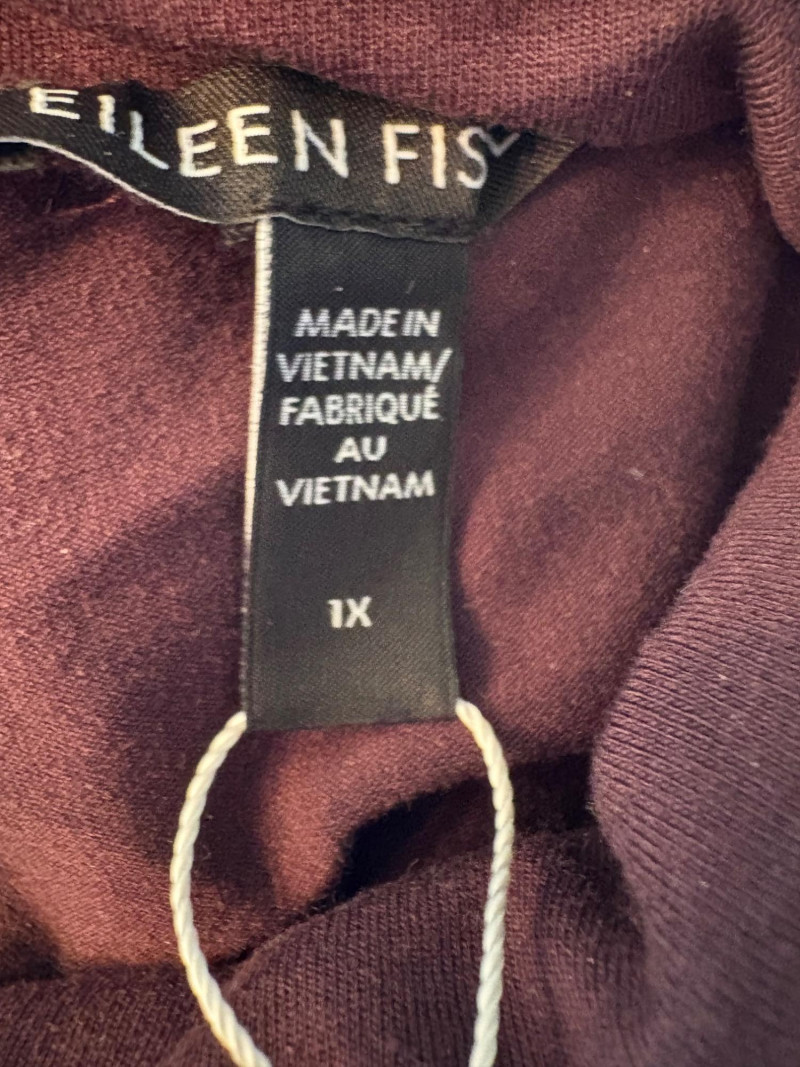 EILEEN FIS
MADE IN
VIETNAM/
FABRIQUÉ
AU
VIETNAM
1X